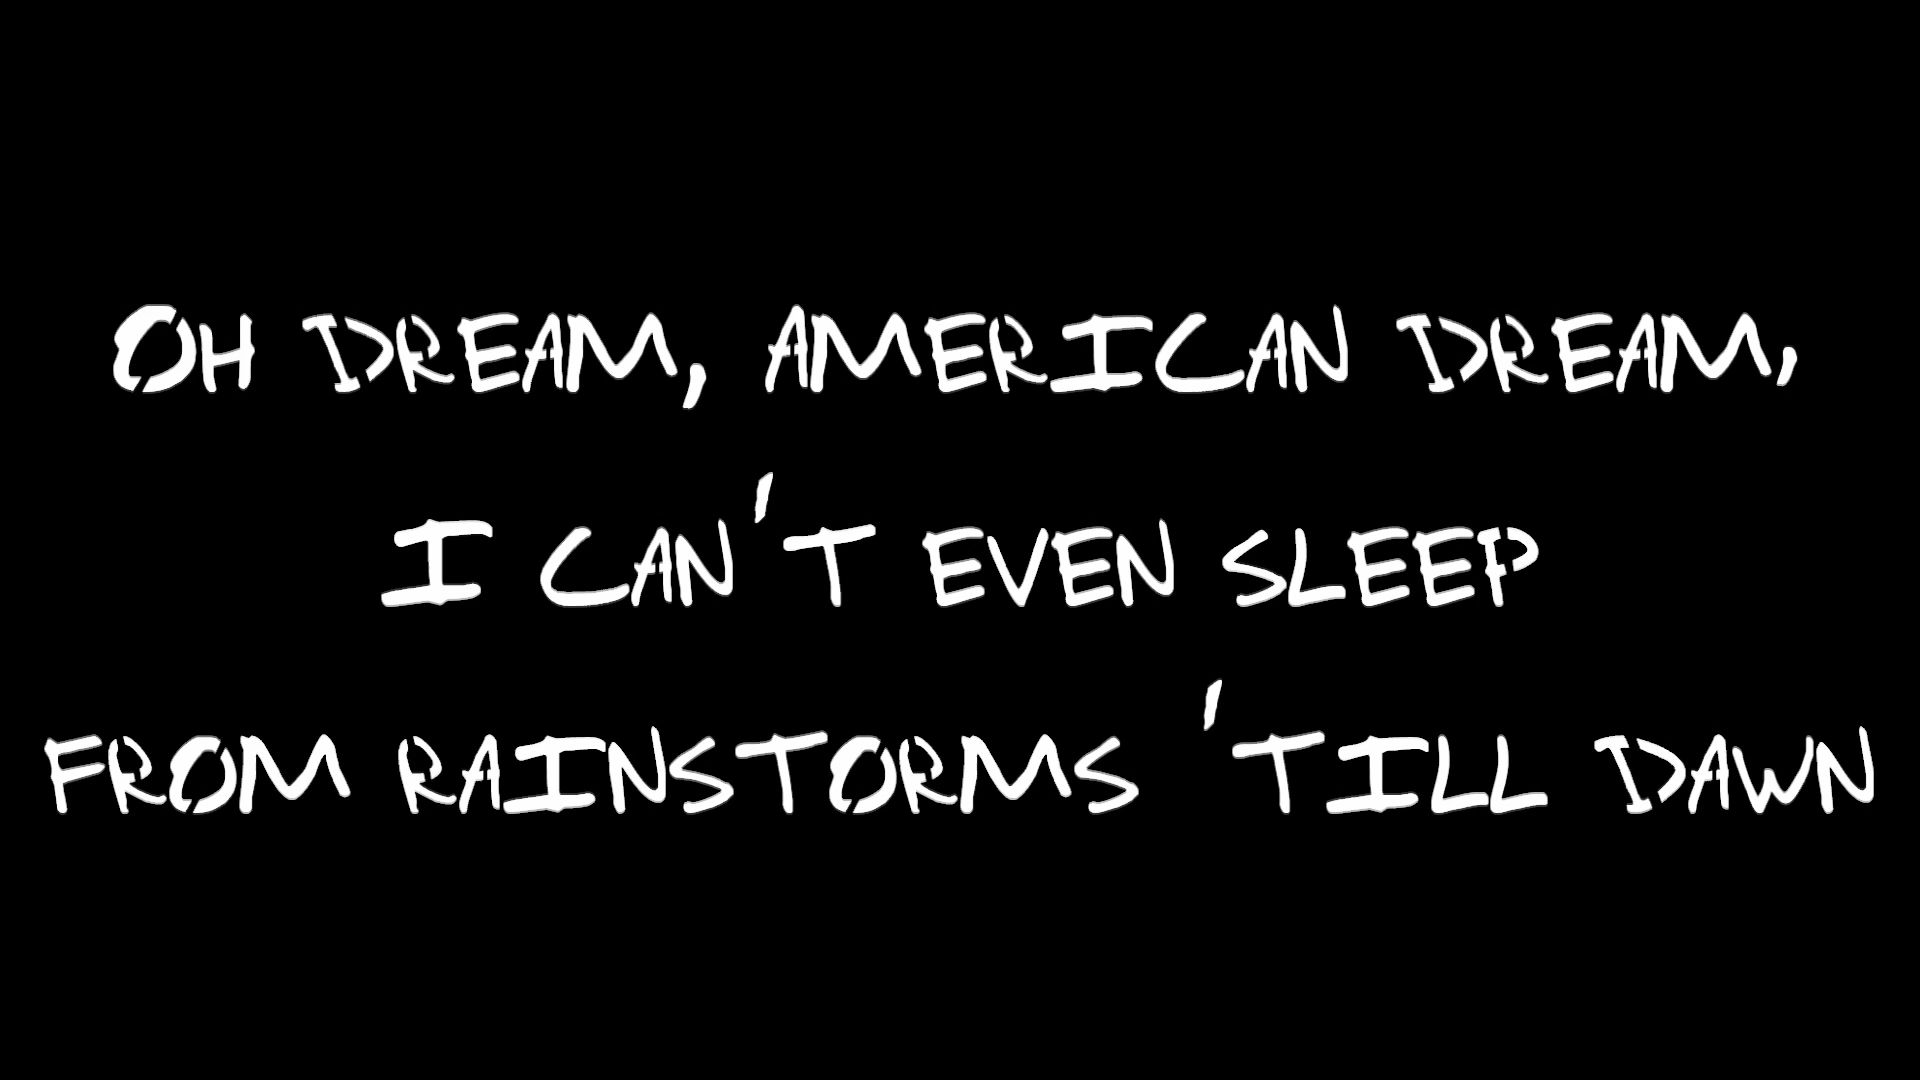 OH DREAM, AMERICAN DREAM,
I CAN'T EVEN SLEEP
FROM RAINSTORMS 'TILL DAWN